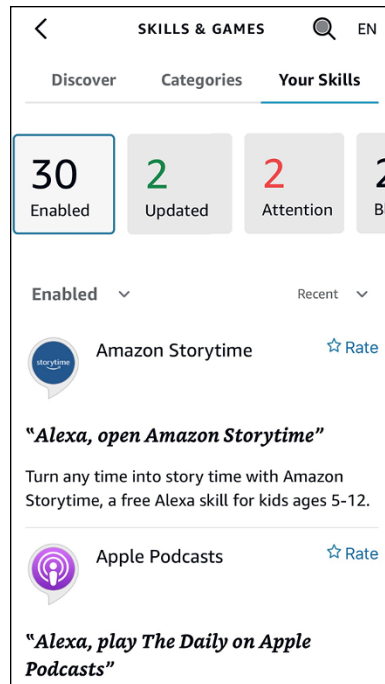 SKILLS & GAMES EN
Discover Categories Your Skills
30 2 2 2
Enabled Updated Attention
Enabled Recent
storytime
Amazon Storytime Rate
"Alexa, open Amazon Storytime"
Turn any time into story time with Amazon
Storytime, a free Alexa skill for kids ages 5-12.
Apple Podcasts Rate
"Alexa, play The Daily on Apple
Podcasts"